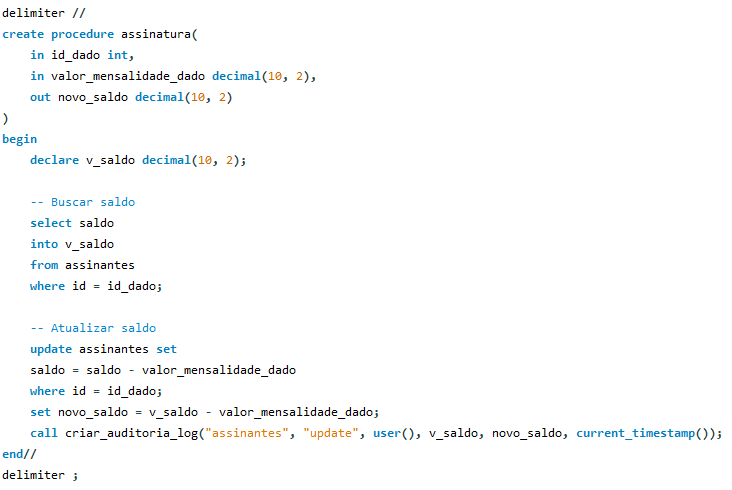 delimiter //
create procedure assinatura(
    in id_dado int,
    in valor_mensalidade_dado decimal(10, 2),
    out novo_saldo decimal(10, 2)
)
begin
    declare v_saldo decimal(10, 2);

    -- Buscar saldo
    select saldo
    into v_saldo
    from assinantes
    where id = id_dado;

    -- Atualizar saldo
    update assinantes set
    saldo = saldo - valor_mensalidade_dado
    where id = id_dado;
    set novo_saldo = v_saldo - valor_mensalidade_dado;
    call criar_auditoria_log("assinantes", "update", user(), v_saldo, novo_saldo, current_timestamp());
end//
delimiter ;